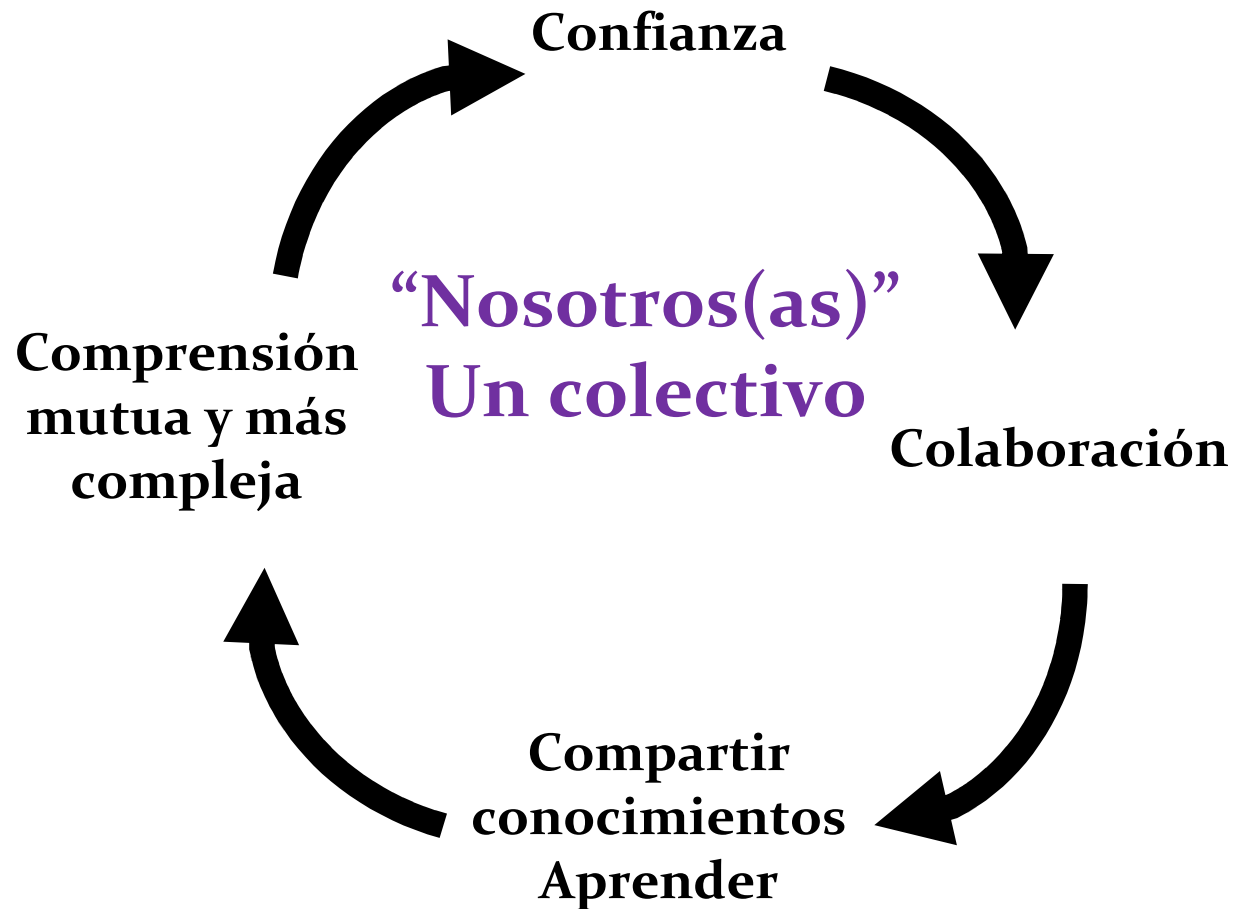 Confianza
“Nosotros(as)”
Un colectivo
Comprensión
mutua y más
compleja
Colaboración
Compartir
conocimientos
Aprender